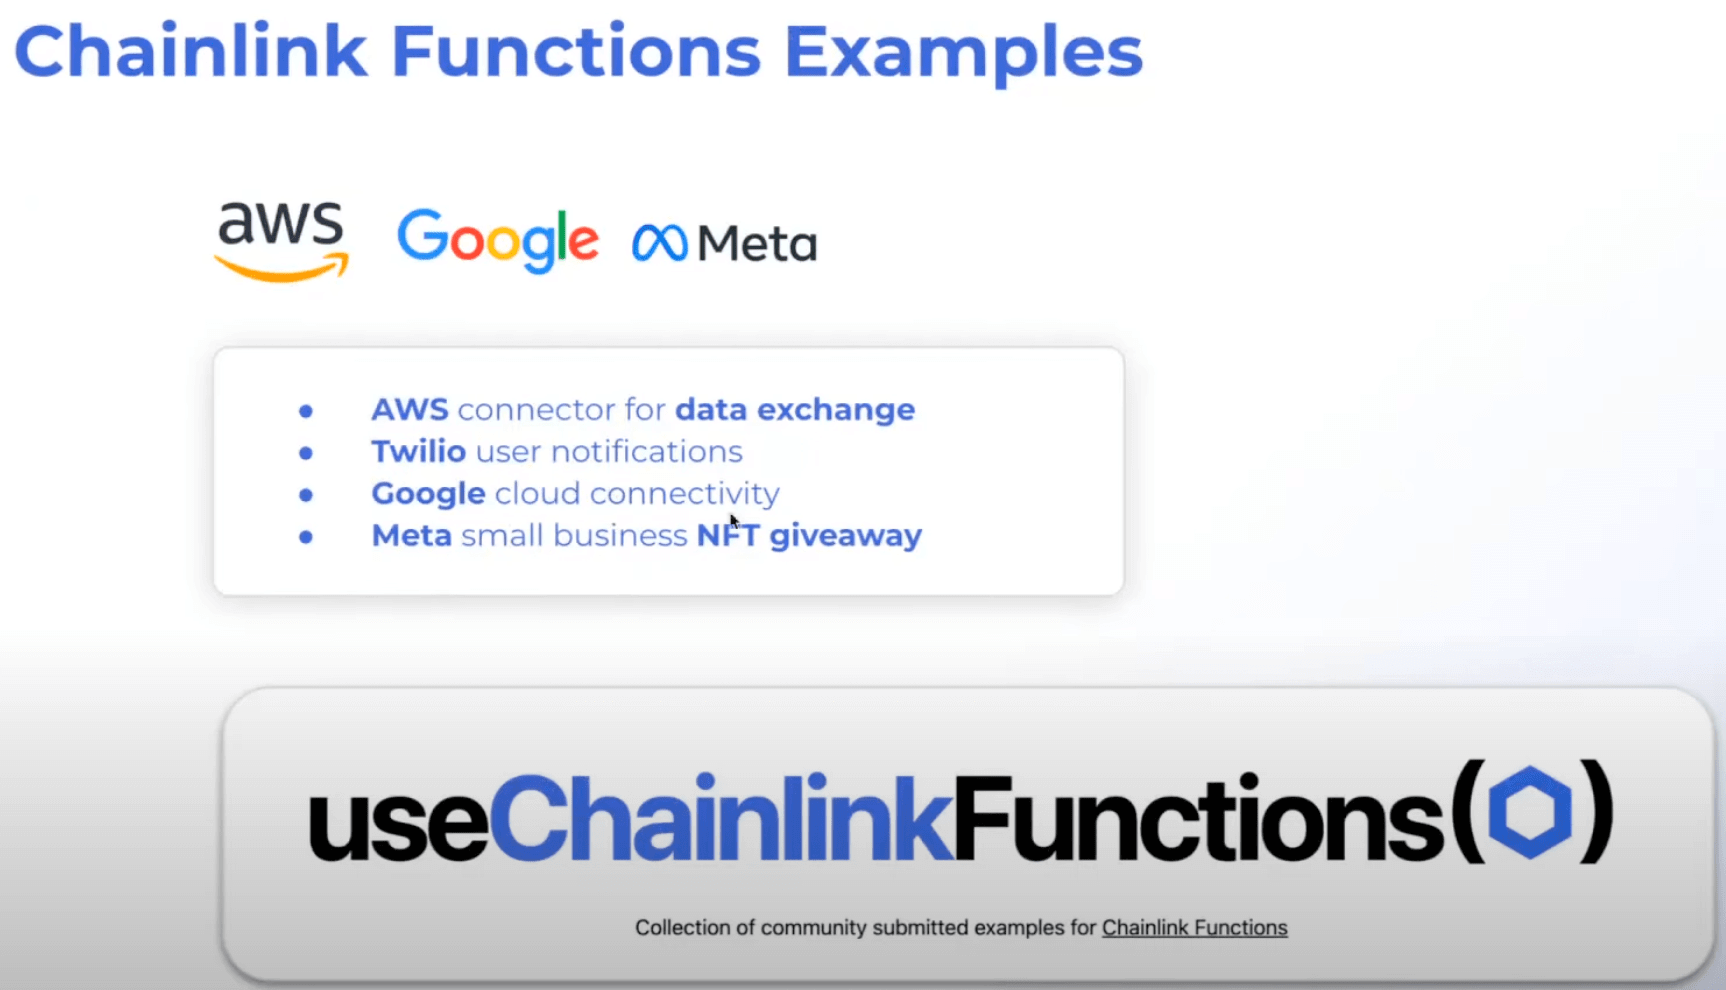 Chainlink Functions Examples
aws Google Meta
AWS connector for data exchange
Twilio user notifications
Google cloud connectivity
Meta small business NFT giveaway
useChainlinkFunctions()
Collection of community submitted examples for Chainlink Functions